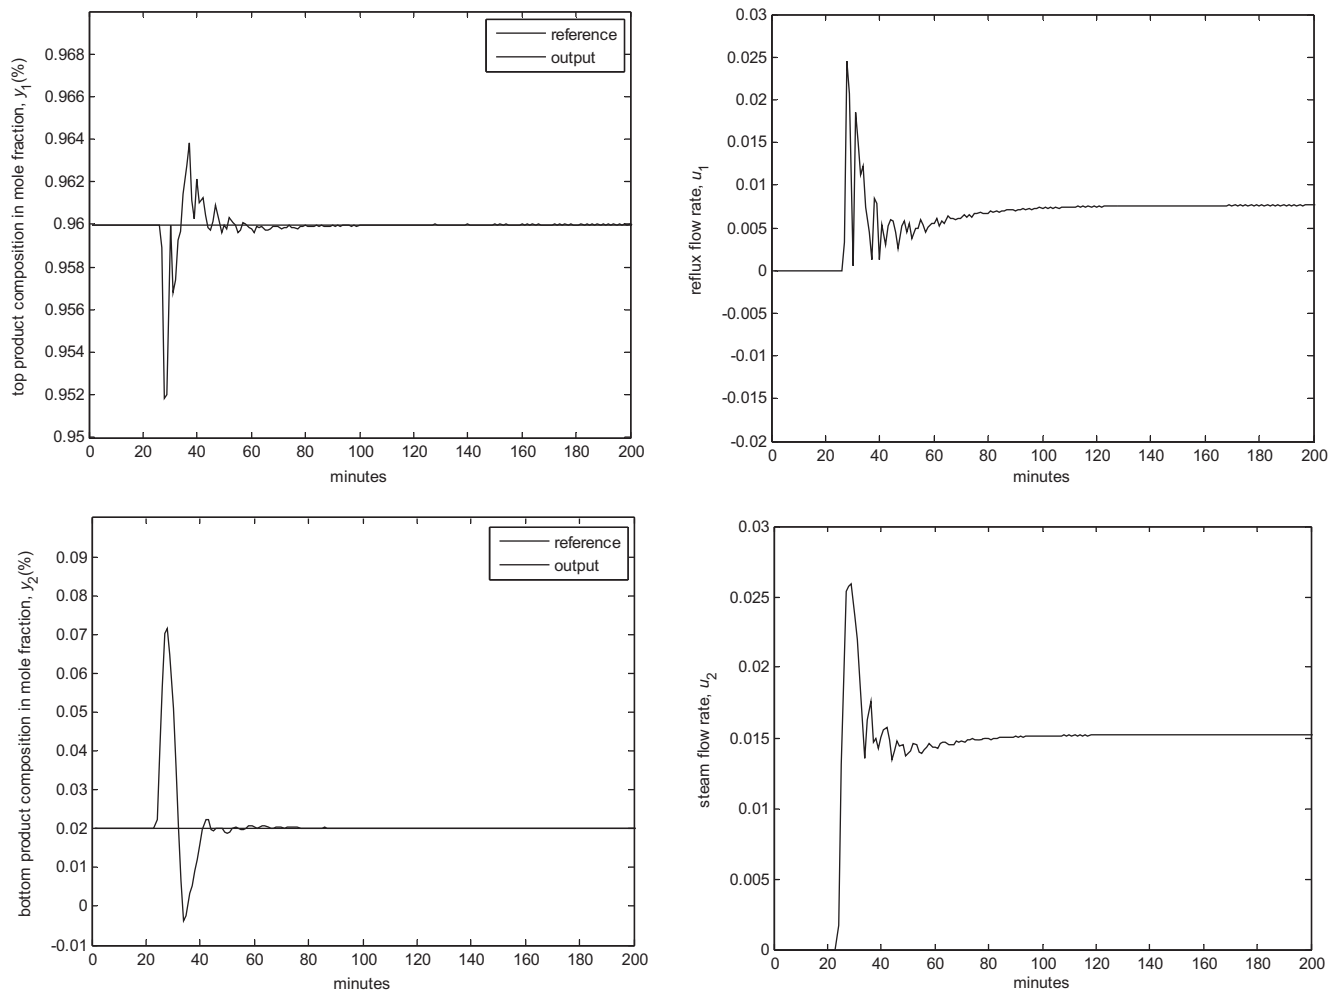 top product composition in mole fraction, y1(%)
0.968
0.966
0.964
0.962
0.96
0.958
0.956
0.954
0.952
0.95
reference
output
0 20 40 60 80 100 120 140 160 180 200
minutes
reflux flow rate, u1
0.03
0.025
0.02
0.015
0.01
0.005
0
-0.005
-0.01
-0.015
-0.02
0 20 40 60 80 100 120 140 160 180 200
minutes
bottom product composition in mole fraction, y2(%)
0.09
0.08
0.07
0.06
0.05
0.04
0.03
0.02
0.01
0
-0.01
reference
output
0 20 40 60 80 100 120 140 160 180 200
minutes
steam flow rate, u2
0.03
0.025
0.02
0.015
0.01
0.005
0
0 20 40 60 80 100 120 140 160 180 200
minutes